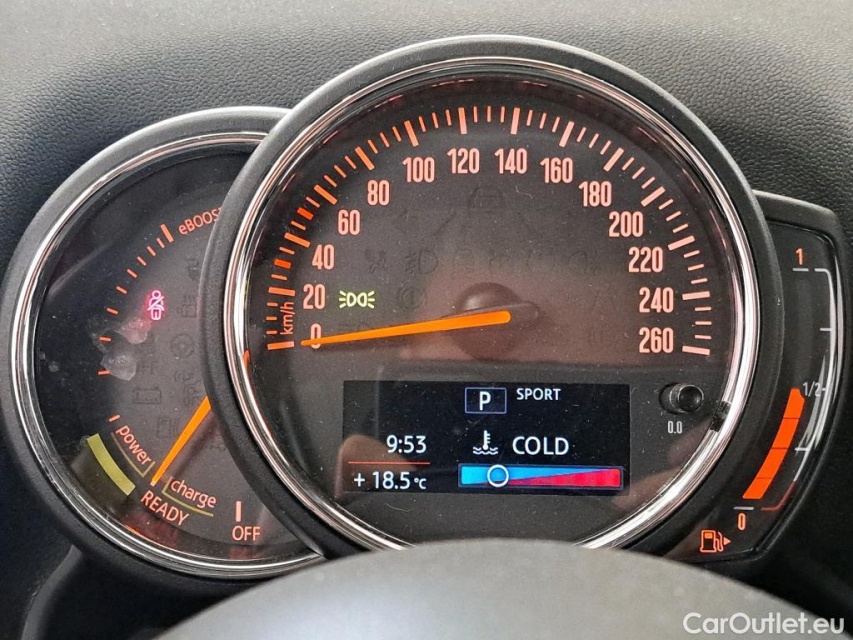 eBOOST
power
charge
READY
OFF
km/h
0
20
40
60
80
100
120
140
160
180
200
220
240
260
P SPORT
9:53
COLD
+ 18.5°C
0.0
1
1/2
0
CarOutlet.eu